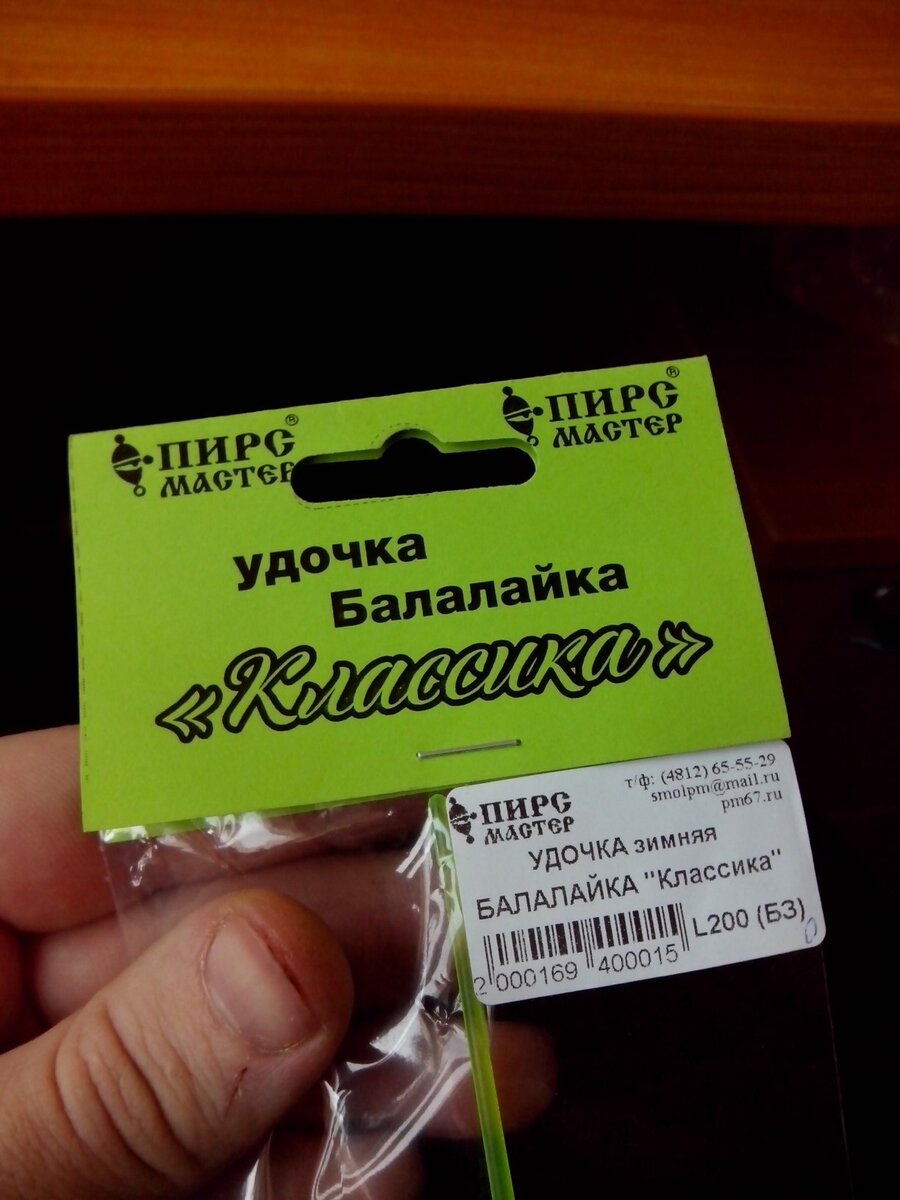 ПИРС®
МАСТЕР
ПИРС®
МАСТЕР
удочка
Балалайка
«Классика»
ПИРС
МАСТЕР
т/ф: (4812) 65-55-29
smolpm@mail.ru
pm67.ru
УДОЧКА зимняя
БАЛАЛАЙКА "Классика"
L200 (БЗ)
2 000169 400015